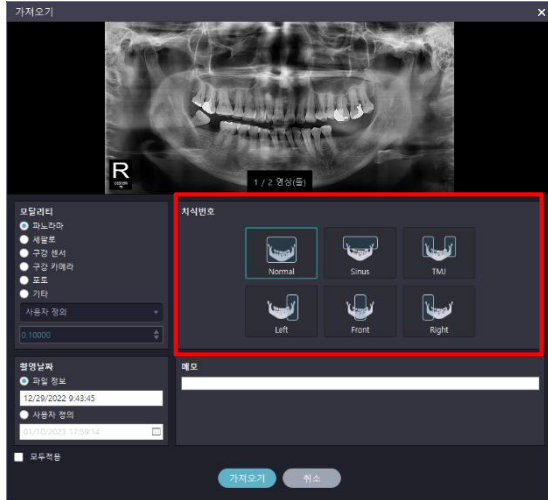 가져오기
R
1 / 2 영상(들)
모달리티
파노라마
세팔로
구강 센서
구강 카메라
포토
기타
사용자 정의
0.10000
치식번호
Normal
Sinus
TMJ
Left
Front
Right
촬영날짜
파일 정보
12/29/2022 9:43:45
사용자 정의
01/10/2023 17:59:14
메모
모두적용
가져오기
취소